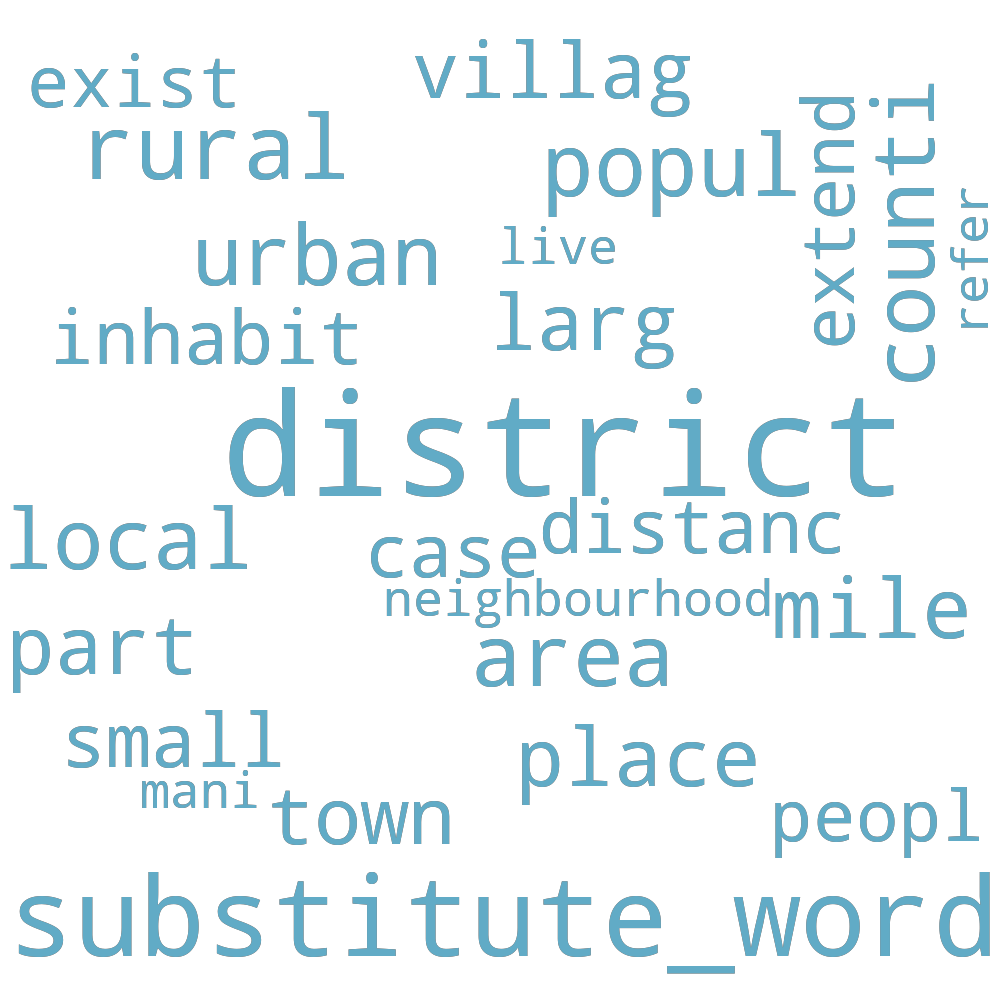 exist
villag
rural
popul
extend
counti
refer
urban
live
inhabit
larg
district
local
case
distanc
neighbourhood
mile
part
area
small
place
mani
town
peopl
substitute_word